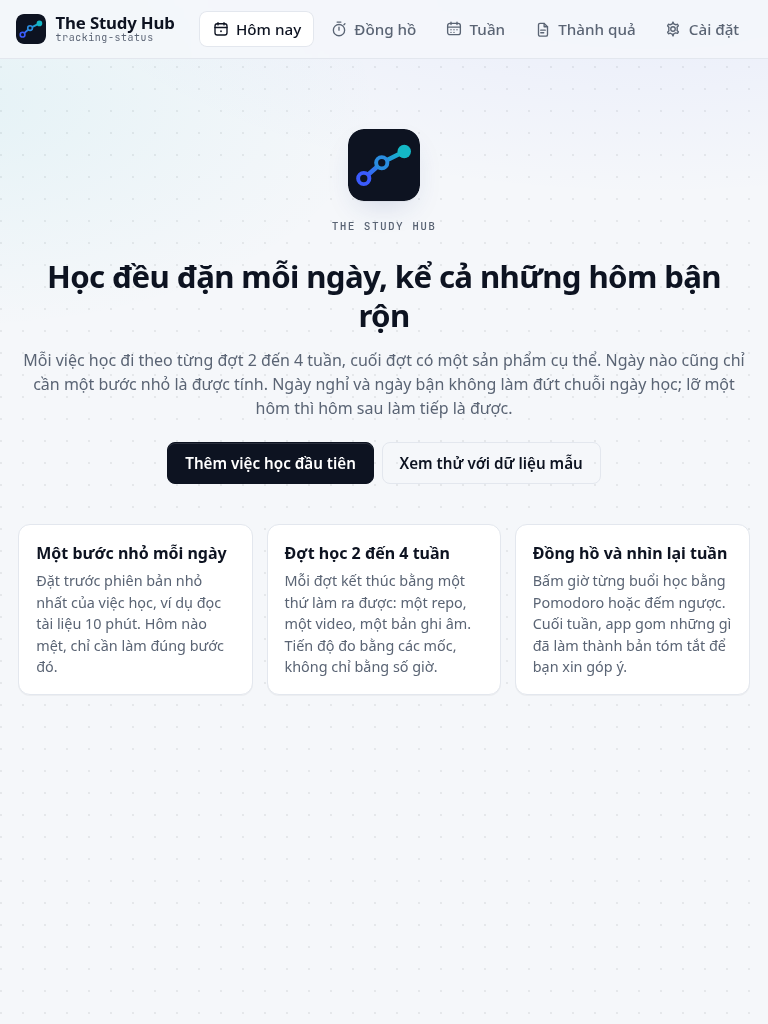 The Study Hub
tracking-status
Hôm nay
Đồng hồ
Tuần
Thành quả
Cài đặt
THE STUDY HUB
Học đều đặn mỗi ngày, kể cả những hôm bận
rộn
Mỗi việc học đi theo từng đợt 2 đến 4 tuần, cuối đợt có một sản phẩm cụ thể. Ngày nào cũng chỉ
cần một bước nhỏ là được tính. Ngày nghỉ và ngày bận không làm đứt chuỗi ngày học; lỡ một
hôm thì hôm sau làm tiếp là được.
Thêm việc học đầu tiên
Xem thử với dữ liệu mẫu
Một bước nhỏ mỗi ngày
Đặt trước phiên bản nhỏ
nhất của việc học, ví dụ đọc
tài liệu 10 phút. Hôm nào
mệt, chỉ cần làm đúng bước
đó.
Đợt học 2 đến 4 tuần
Mỗi đợt kết thúc bằng một
thứ làm ra được: một repo,
một video, một bản ghi âm.
Tiến độ đo bằng các mốc,
không chỉ bằng số giờ.
Đồng hồ và nhìn lại tuần
Bấm giờ từng buổi học bằng
Pomodoro hoặc đếm ngược.
Cuối tuần, app gom những gì
đã làm thành bản tóm tắt để
bạn xin góp ý.